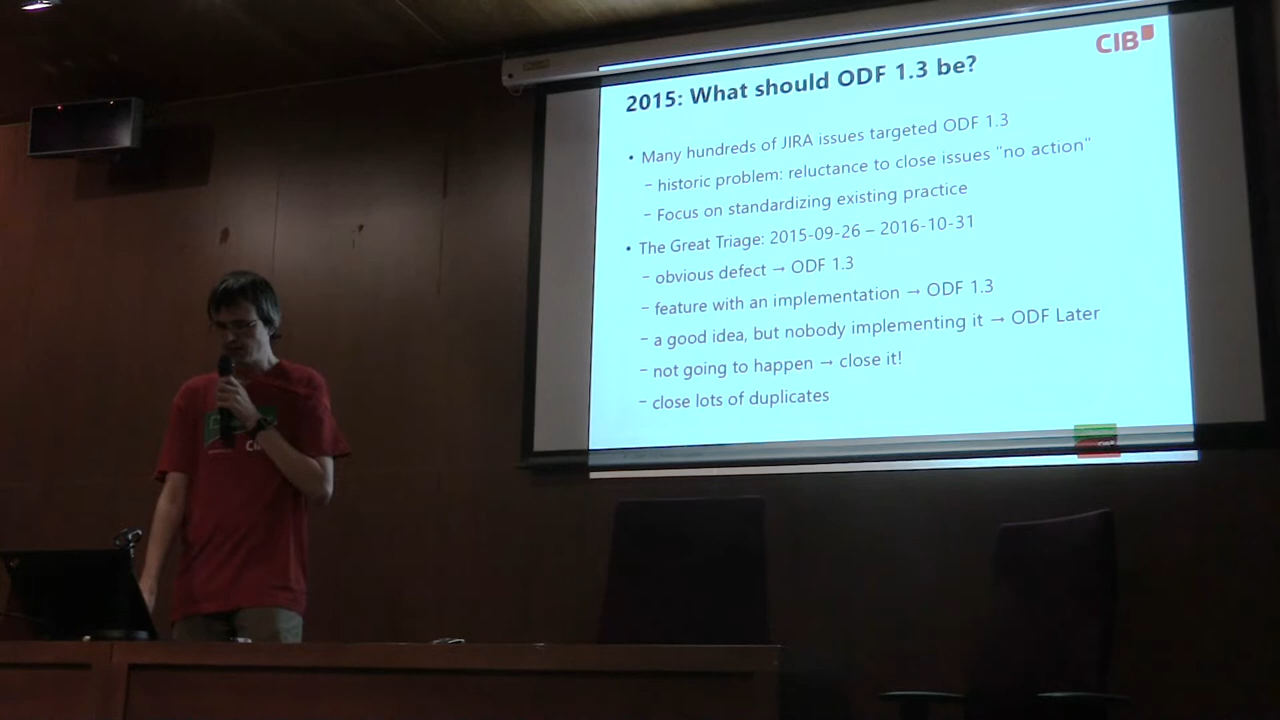 CIB
2015: What should ODF 1.3 be?
• Many hundreds of JIRA issues targeted ODF 1.3
– historic problem: reluctance to close issues "no action"
– Focus on standardizing existing practice
• The Great Triage: 2015-09-26 – 2016-10-31
– obvious defect → ODF 1.3
– feature with an implementation → ODF 1.3
– a good idea, but nobody implementing it → ODF Later
– not going to happen → close it!
– close lots of duplicates